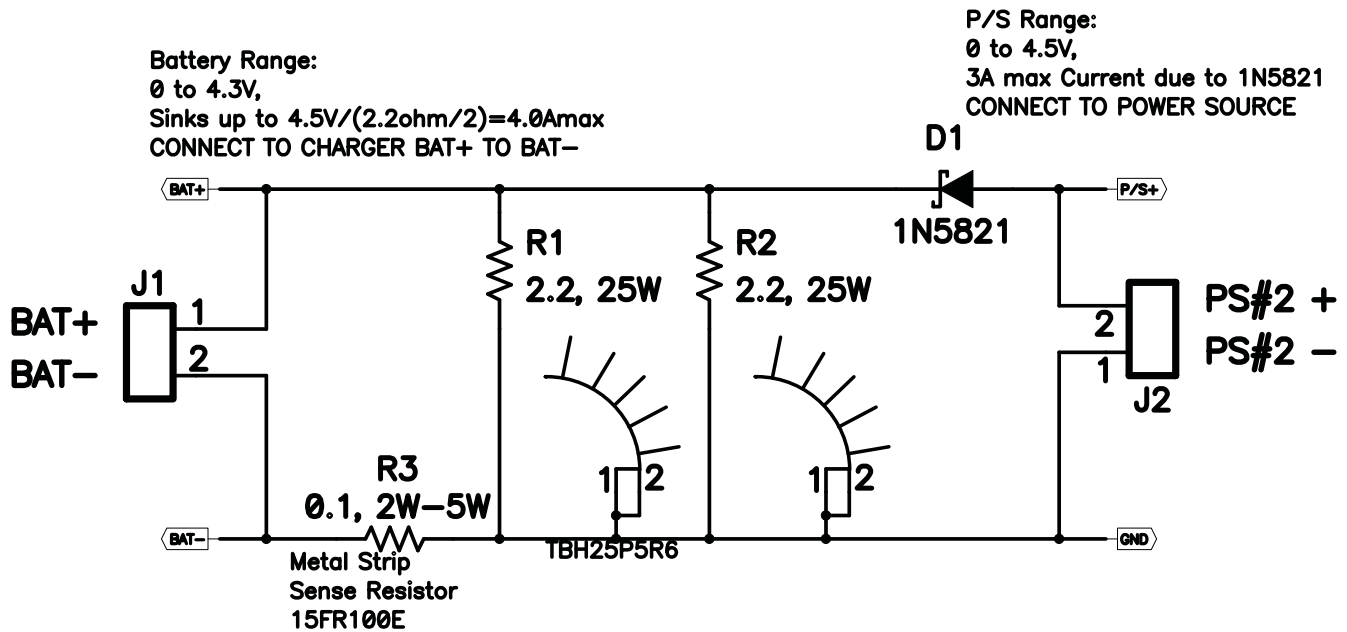 P/S Range:
0 to 4.5V,
3A max Current due to 1N5821
CONNECT TO POWER SOURCE
Battery Range:
0 to 4.3V,
Sinks up to 4.5V/(2.2ohm/2)=4.0Amax
CONNECT TO CHARGER BAT+ TO BAT-
D1
BAT+
P/S+
1N5821
R1
2.2, 25W
R2
2.2, 25W
J1
1
2
BAT+
BAT-
PS#2 +
PS#2 -
2
1
J2
R3
0.1, 2W-5W
1 2
1 2
BAT-
GND
TBH25P5R6
Metal Strip
Sense Resistor
15FR100E